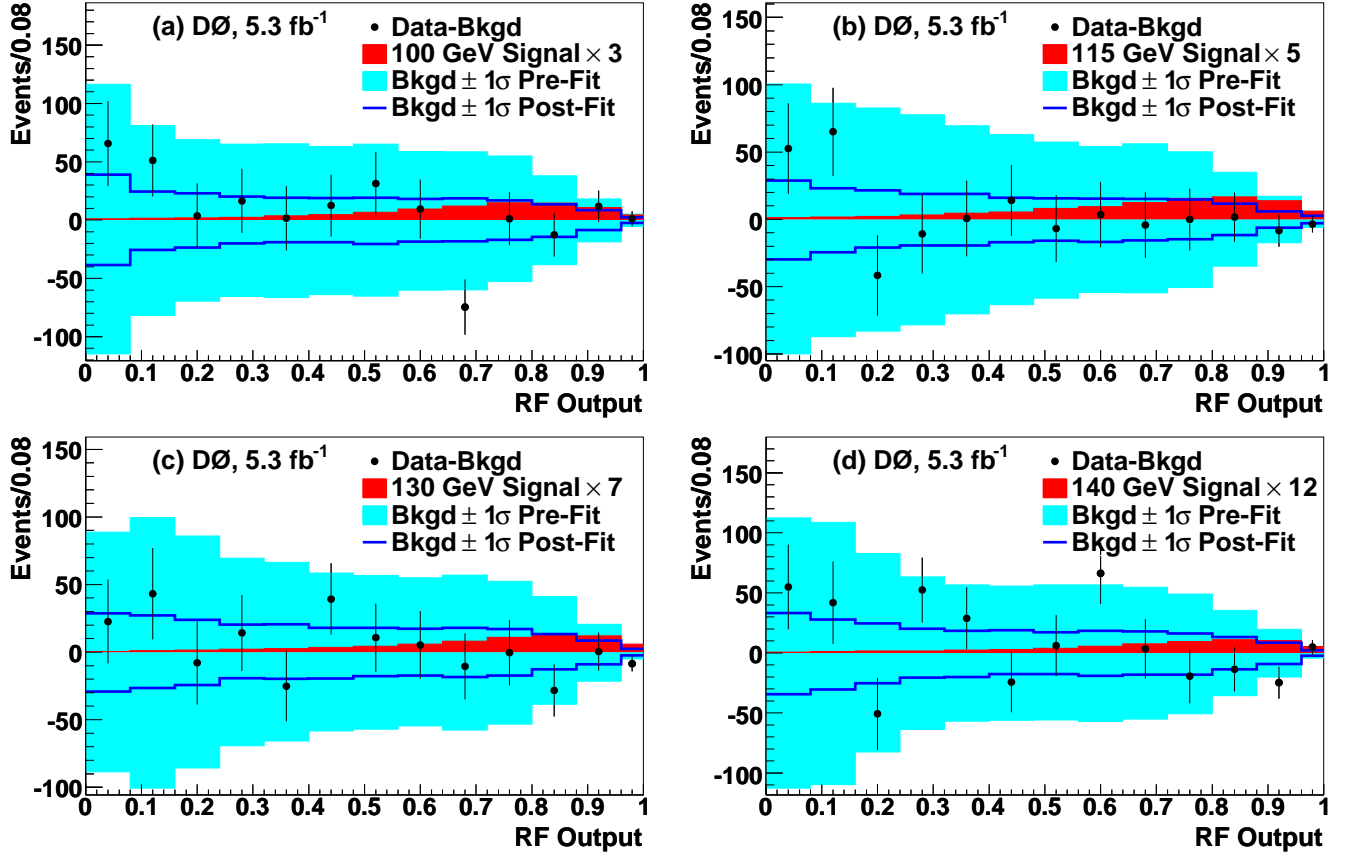 (a) DØ, 5.3 fb-1
Data-Bkgd
100 GeV Signal × 3
Bkgd ± 1σ Pre-Fit
Bkgd ± 1σ Post-Fit
Events/0.08
150
100
50
0
-50
-100
0 0.1 0.2 0.3 0.4 0.5 0.6 0.7 0.8 0.9 1
RF Output
(b) DØ, 5.3 fb-1
Data-Bkgd
115 GeV Signal × 5
Bkgd ± 1σ Pre-Fit
Bkgd ± 1σ Post-Fit
Events/0.08
150
100
50
0
-50
-100
0 0.1 0.2 0.3 0.4 0.5 0.6 0.7 0.8 0.9 1
RF Output
(c) DØ, 5.3 fb-1
Data-Bkgd
130 GeV Signal × 7
Bkgd ± 1σ Pre-Fit
Bkgd ± 1σ Post-Fit
Events/0.08
150
100
50
0
-50
-100
0 0.1 0.2 0.3 0.4 0.5 0.6 0.7 0.8 0.9 1
RF Output
(d) DØ, 5.3 fb-1
Data-Bkgd
140 GeV Signal × 12
Bkgd ± 1σ Pre-Fit
Bkgd ± 1σ Post-Fit
Events/0.08
150
100
50
0
-50
-100
0 0.1 0.2 0.3 0.4 0.5 0.6 0.7 0.8 0.9 1
RF Output